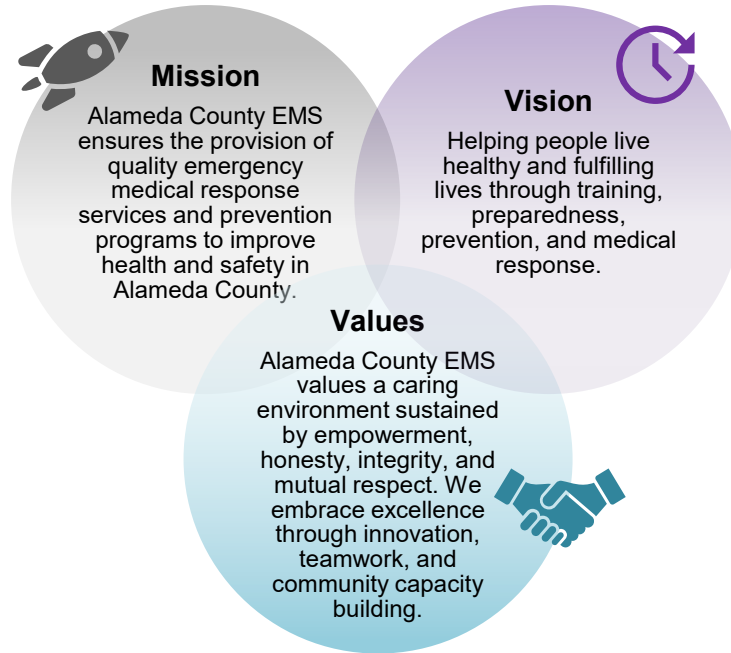 Mission
Alameda County EMS
ensures the provision of
quality emergency
medical response
services and prevention
programs to improve
health and safety in
Alameda County.
Vision
Helping people live
healthy and fulfilling
lives through training,
preparedness,
prevention, and medical
response.
Values
Alameda County EMS
values a caring
environment sustained
by empowerment,
honesty, integrity, and
mutual respect. We
embrace excellence
through innovation,
teamwork, and
community capacity
building.